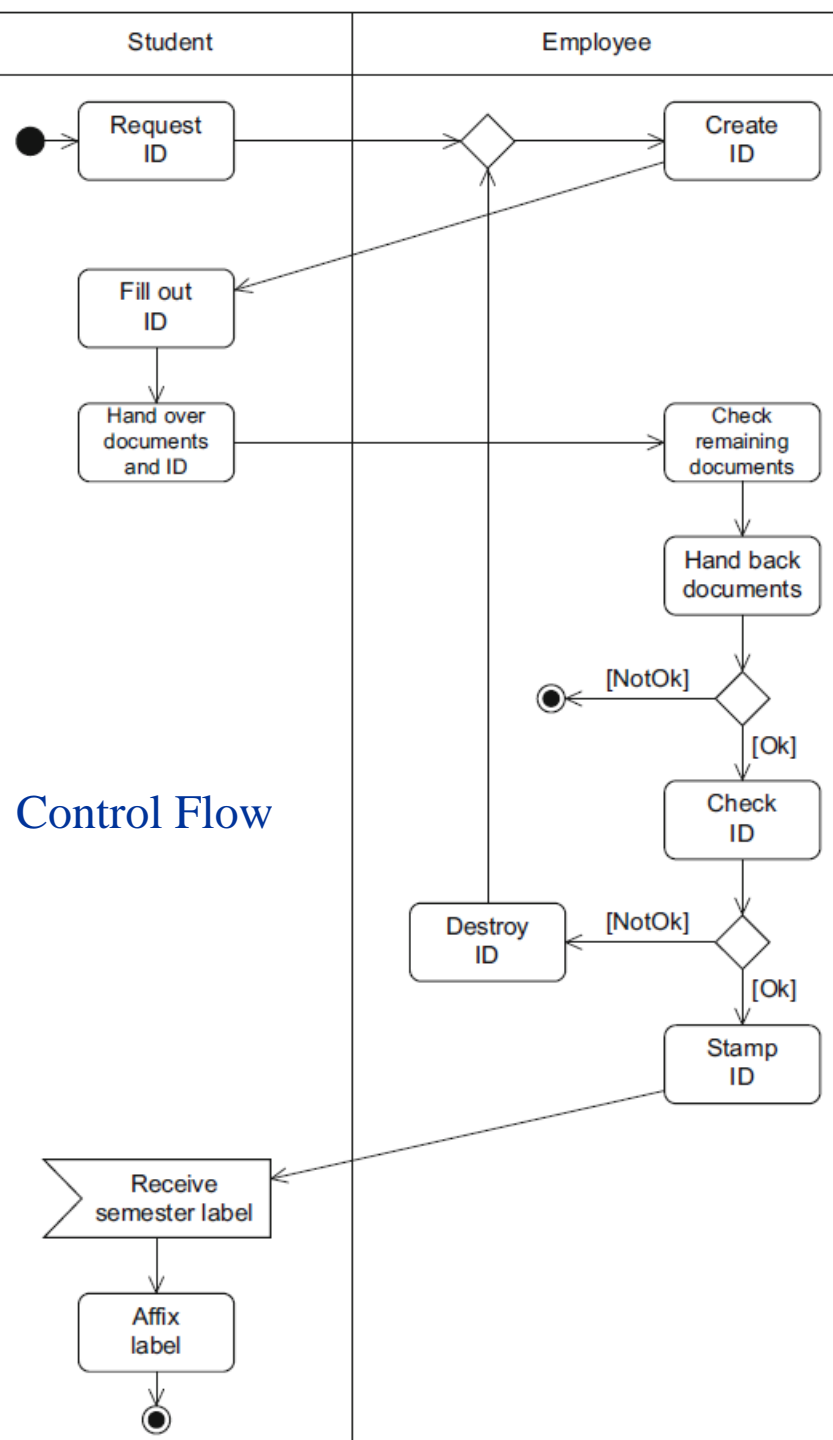 Student
Employee
Request
ID
Create
ID
Fill out
ID
Hand over
documents
and ID
Check
remaining
documents
Hand back
documents
[NotOk]
[Ok]
Control Flow
Check
ID
Destroy
ID
[NotOk]
[Ok]
Stamp
ID
Receive
semester label
Affix
label